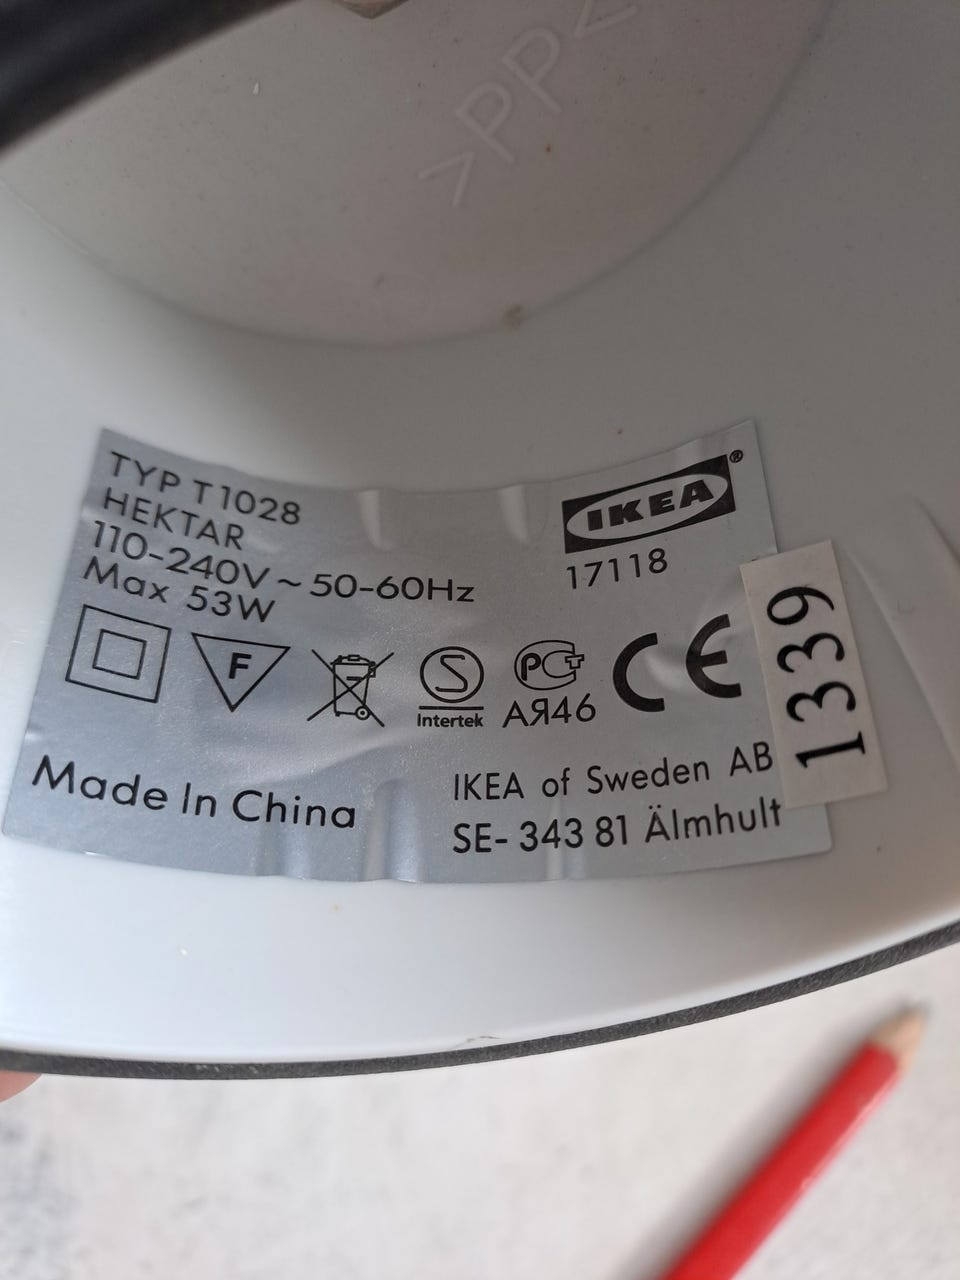 >PP<
TYP T1028
HEKTAR
110-240V ~ 50-60Hz
Max 53W
IKEA®
17118
F
S
Intertek
РСТ
АЯ46
CE
1339
Made In China
IKEA of Sweden AB
SE- 343 81 Älmhult